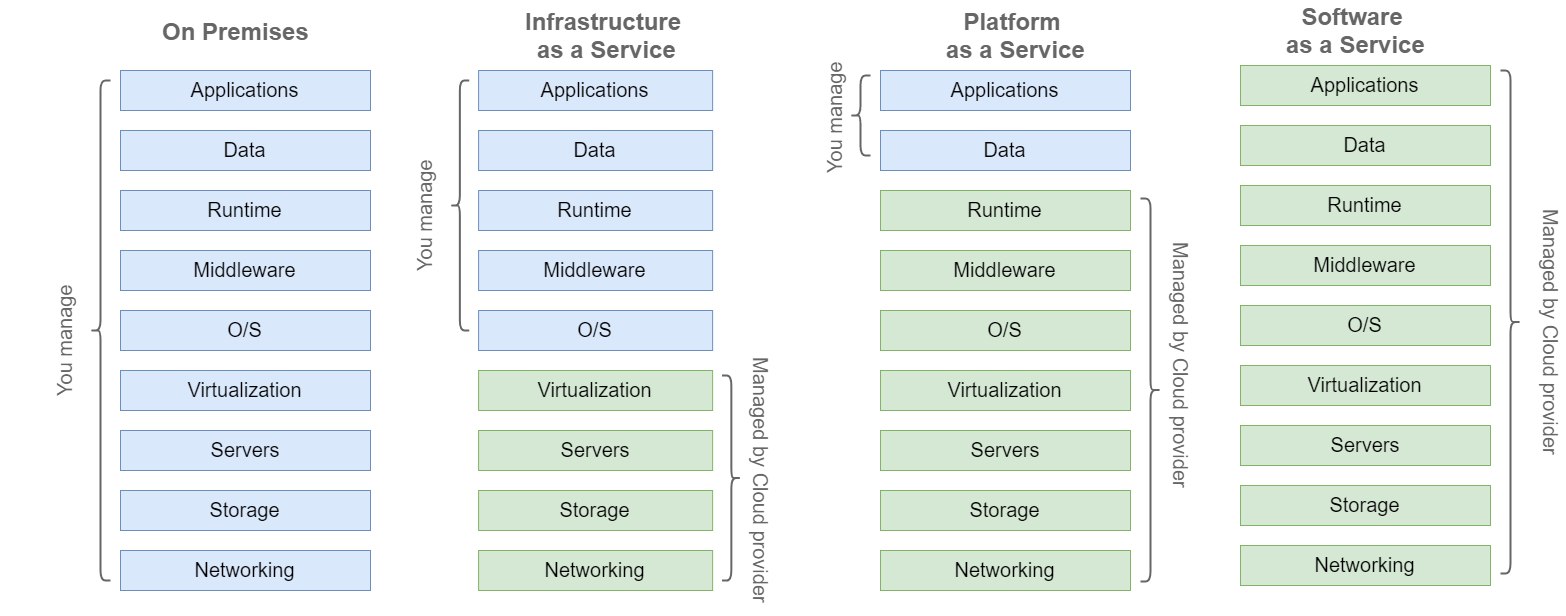 On Premises
Applications
Data
Runtime
Middleware
O/S
Virtualization
Servers
Storage
Networking
You manage
Infrastructure
as a Service
Applications
Data
Runtime
Middleware
O/S
Virtualization
Servers
Storage
Networking
You manage
Managed by Cloud provider
Platform
as a Service
Applications
Data
Runtime
Middleware
O/S
Virtualization
Servers
Storage
Networking
You manage
Managed by Cloud provider
Software
as a Service
Applications
Data
Runtime
Middleware
O/S
Virtualization
Servers
Storage
Networking
Managed by Cloud provider